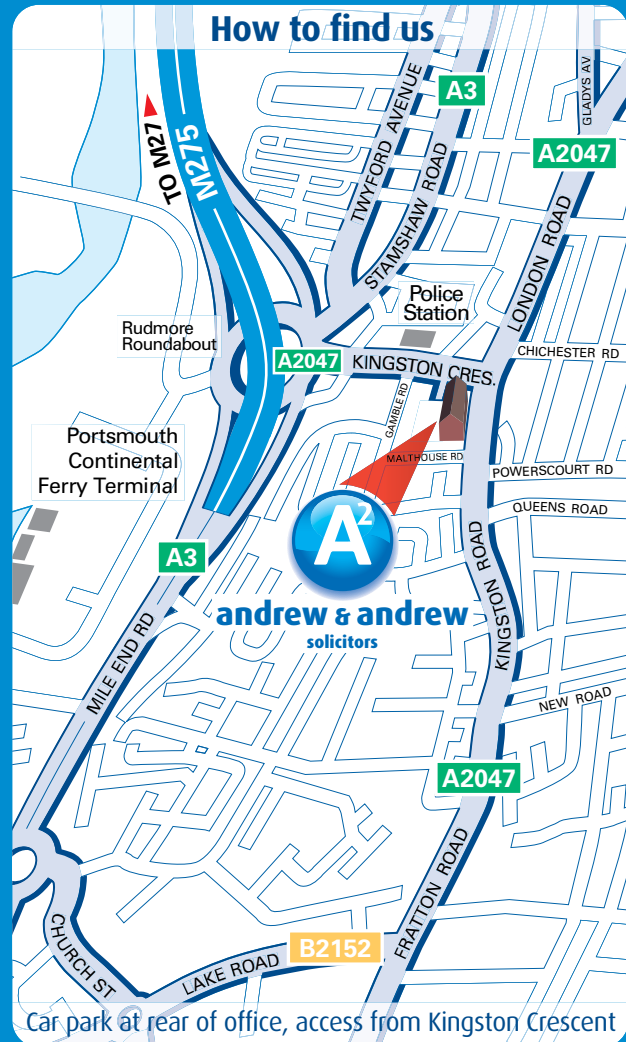 How to find us
GLADYS AV
A3
TWYFORD AVENUE
TO M27
M275
A2047
STAMSHAW ROAD
LONDON ROAD
Police
Station
Rudmore
Roundabout
A2047
KINGSTON CRES.
CHICHESTER RD
GAMBLE RD
Portsmouth
Continental
Ferry Terminal
MALTHOUSE RD
POWERSCOURT RD
QUEENS ROAD
A2
A3
KINGSTON ROAD
andrew & andrew
solicitors
MILE END RD
NEW ROAD
A2047
FRATTON ROAD
CHURCH ST
LAKE ROAD
B2152
Car park at rear of office, access from Kingston Crescent